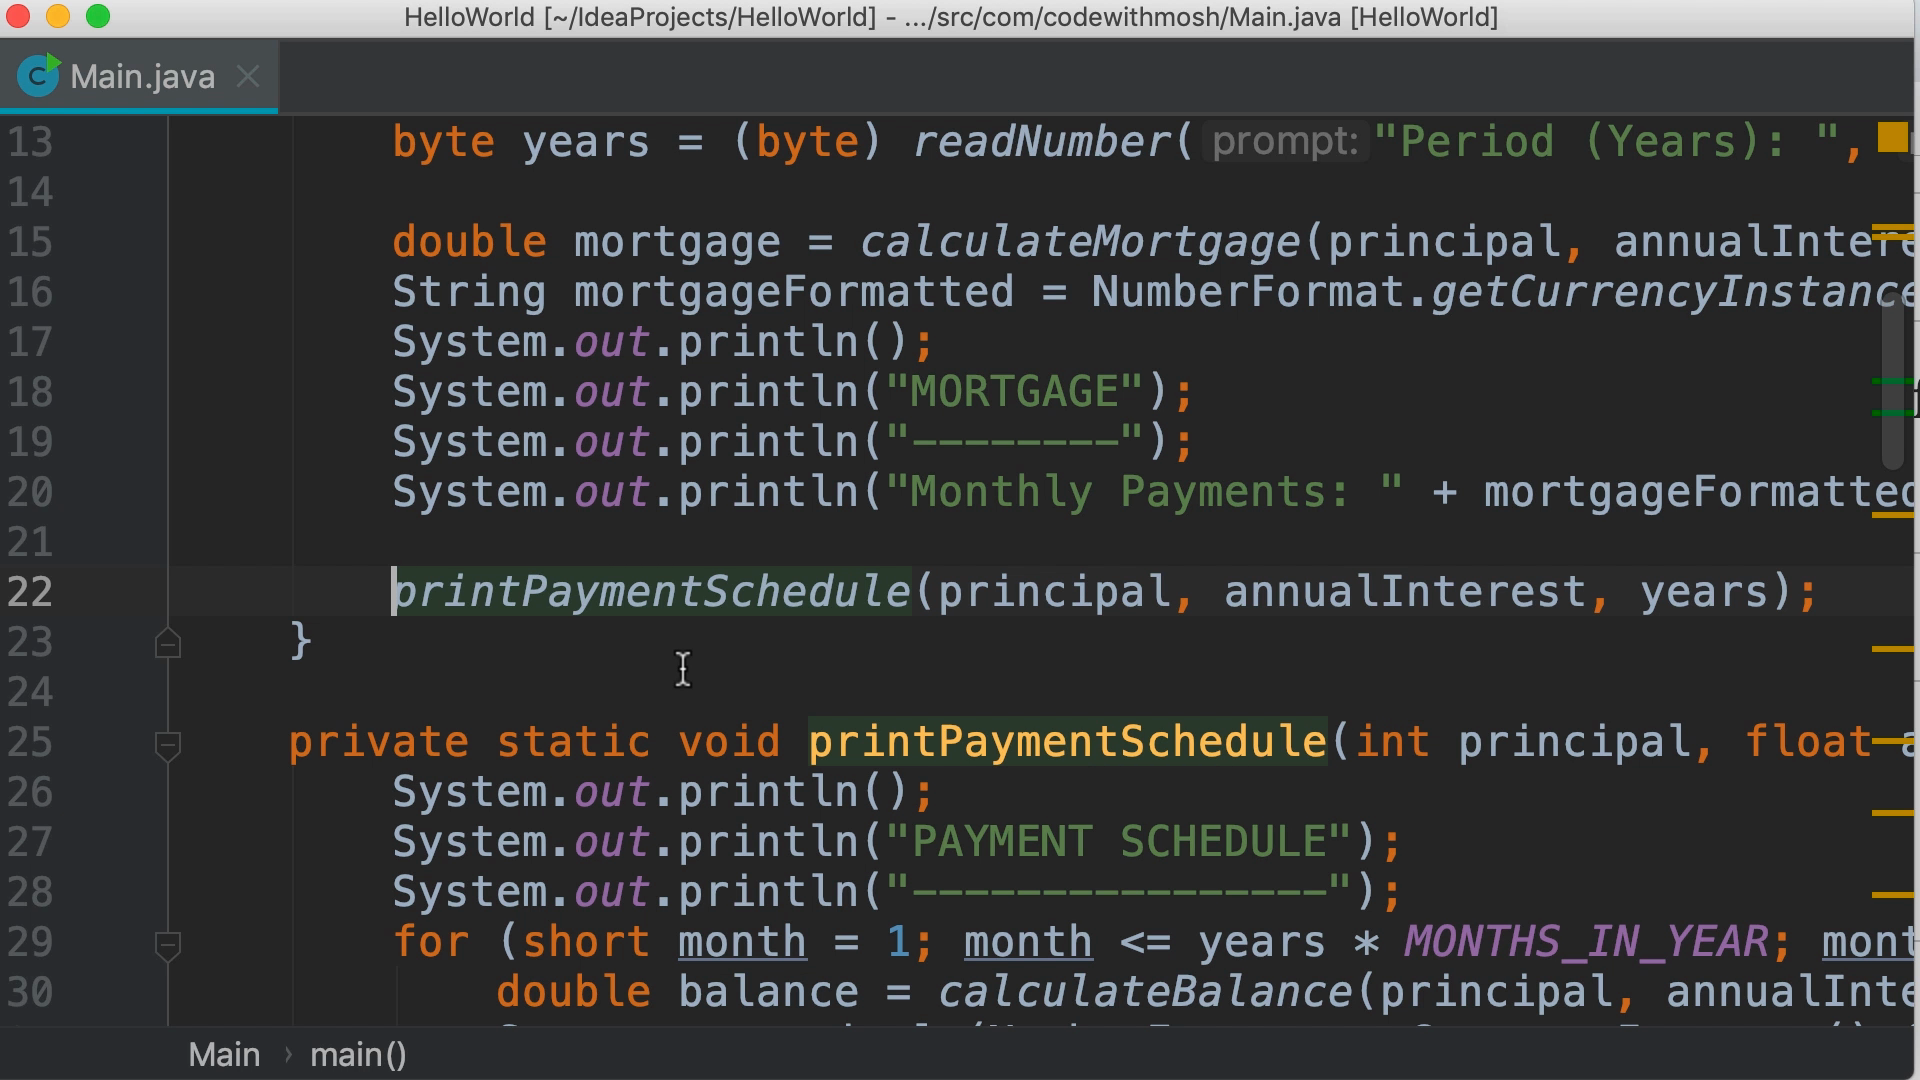 HelloWorld [~/IdeaProjects/HelloWorld] - .../src/com/codewithmosh/Main.java [HelloWorld]
Main.java
13 byte years = (byte) readNumber( prompt: "Period (Years): ",
14
15 double mortgage = calculateMortgage(principal, annualIntere
16 String mortgageFormatted = NumberFormat.getCurrencyInstance
17 System.out.println();
18 System.out.println("MORTGAGE");
19 System.out.println("--------");
20 System.out.println("Monthly Payments: " + mortgageFormatted
21
22 printPaymentSchedule(principal, annualInterest, years);
23 }
24
25 private static void printPaymentSchedule(int principal, float a
26 System.out.println();
27 System.out.println("PAYMENT SCHEDULE");
28 System.out.println("----------------");
29 for (short month = 1; month <= years * MONTHS_IN_YEAR; mont
30 double balance = calculateBalance(principal, annualInte
Main › main()